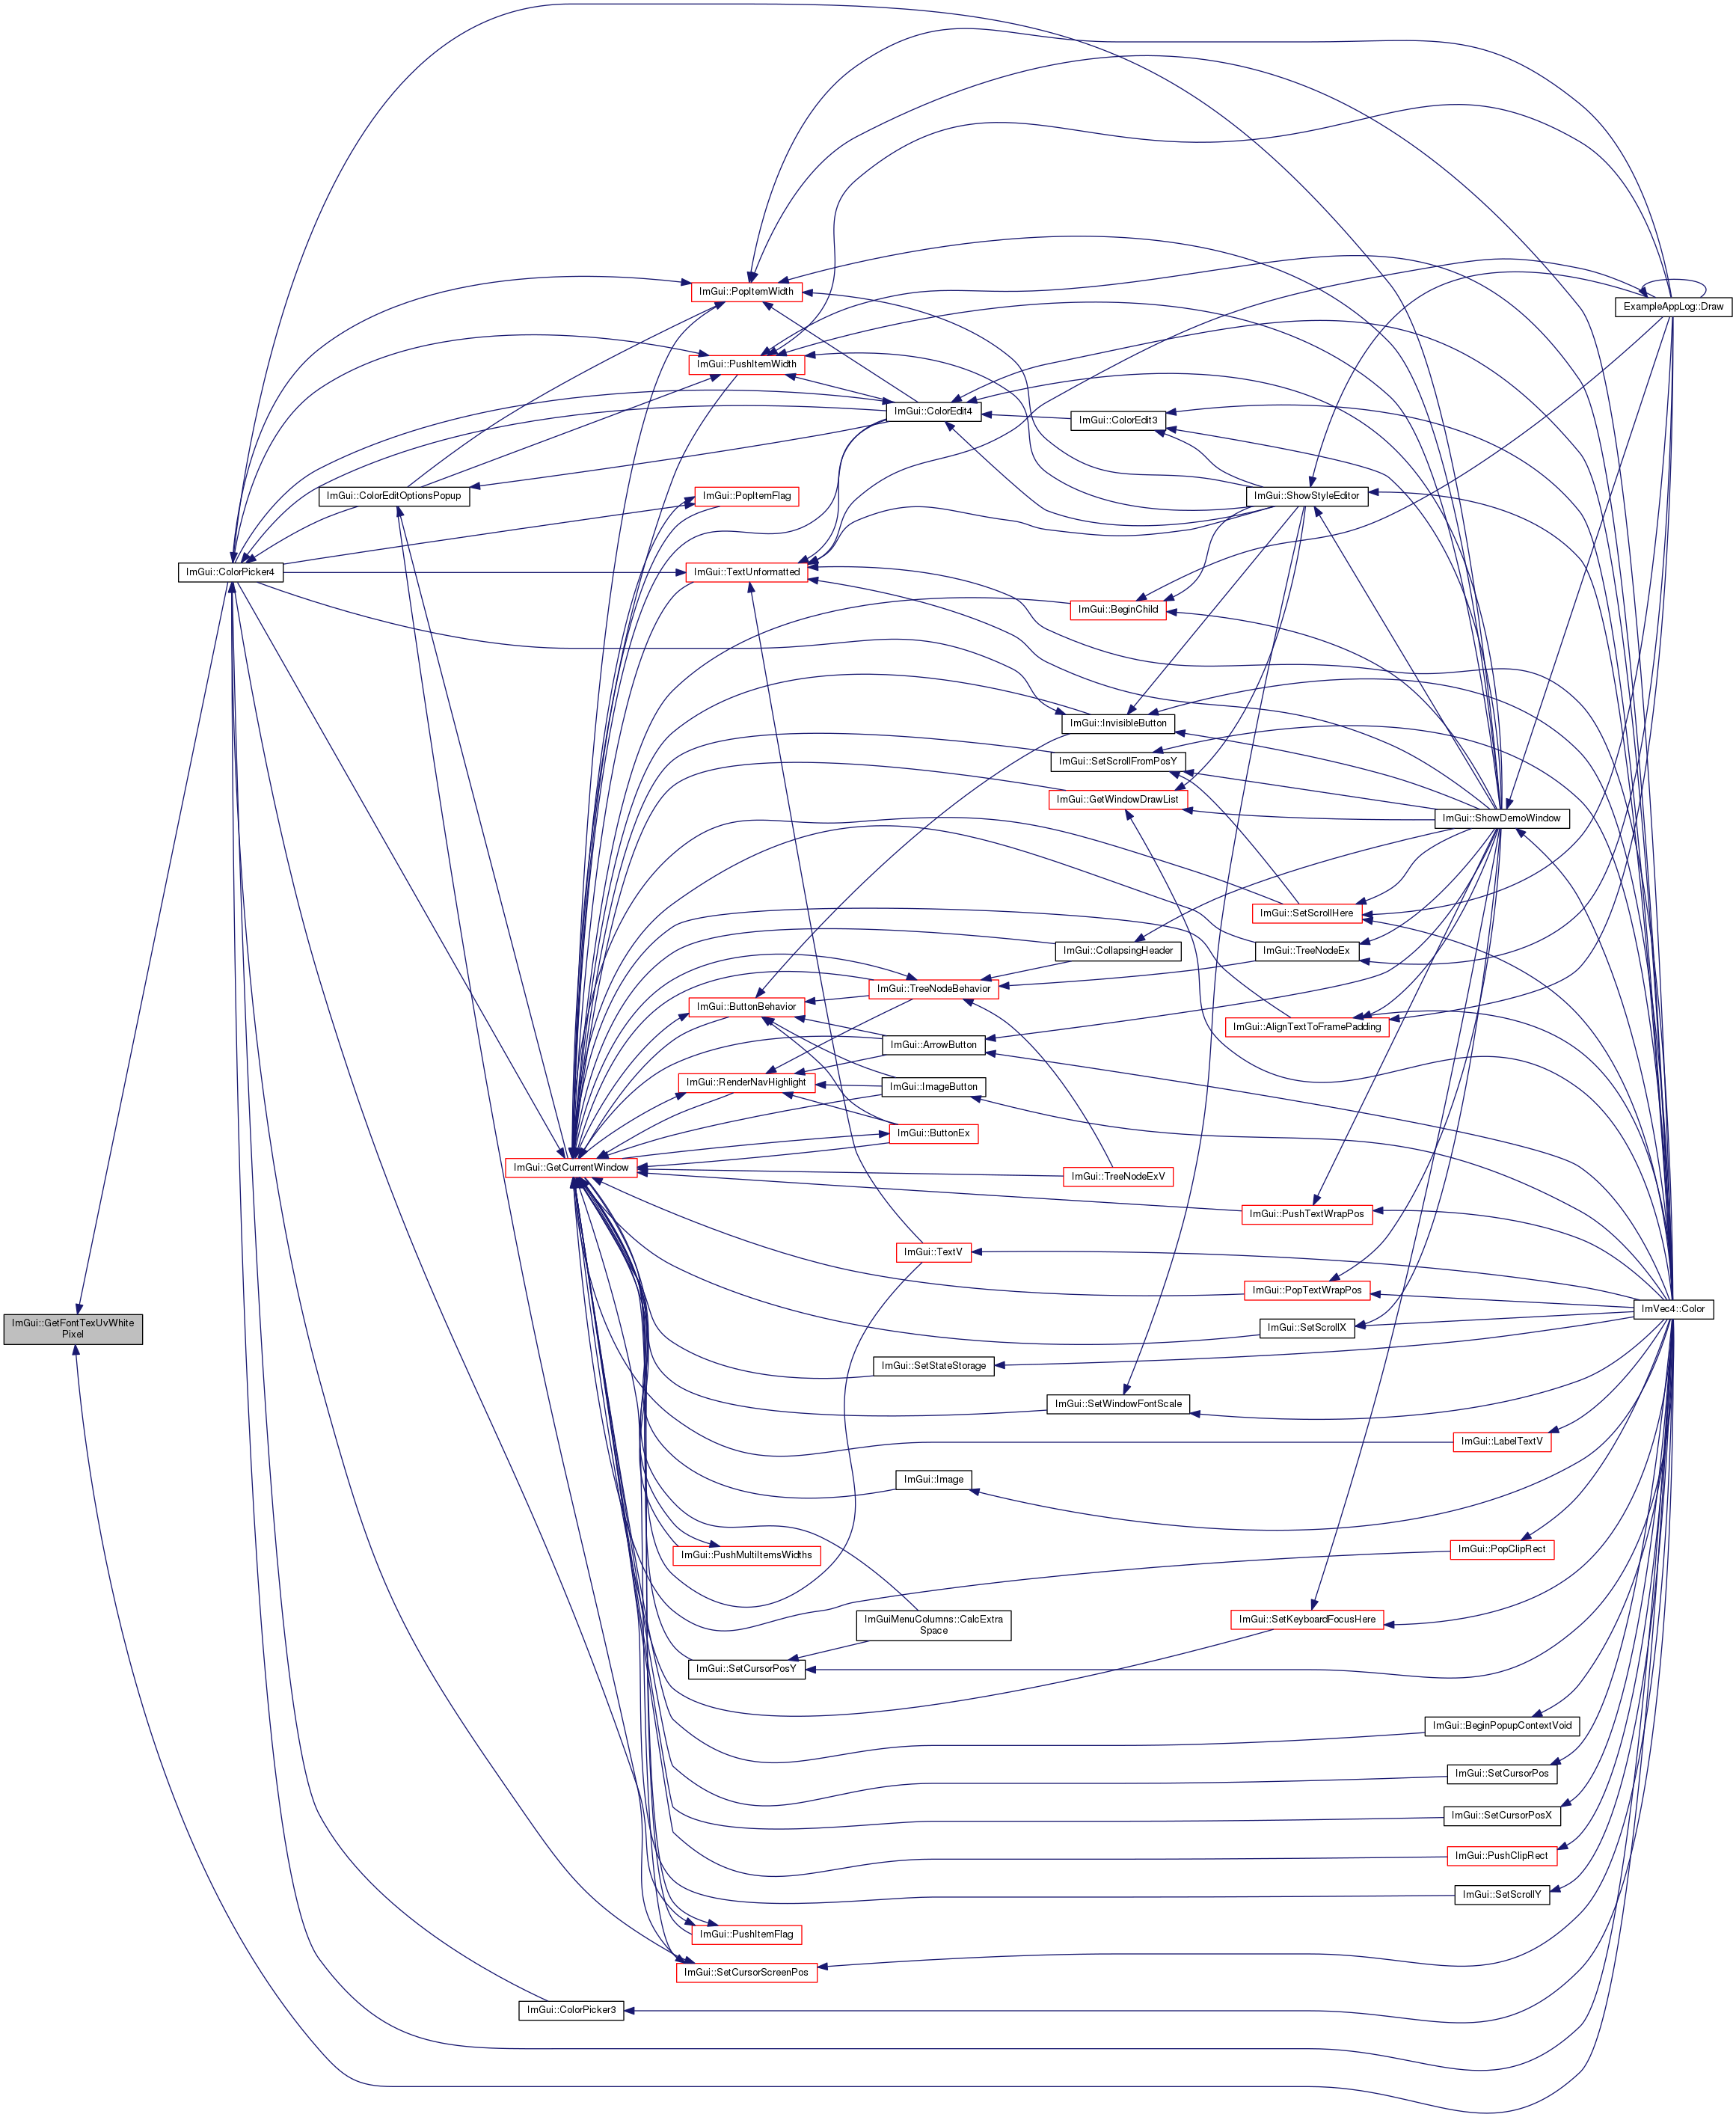 ImGui::PopItemWidth
ExampleAppLog::Draw
ImGui::PushItemWidth
ImGui::ColorEdit4
ImGui::ColorEdit3
ImGui::ColorEditOptionsPopup
ImGui::PopItemFlag
ImGui::ShowStyleEditor
ImGui::ColorPicker4
ImGui::TextUnformatted
ImGui::BeginChild
ImGui::InvisibleButton
ImGui::SetScrollFromPosY
ImGui::GetWindowDrawList
ImGui::ShowDemoWindow
ImGui::SetScrollHere
ImGui::CollapsingHeader
ImGui::TreeNodeEx
ImGui::TreeNodeBehavior
ImGui::ButtonBehavior
ImGui::AlignTextToFramePadding
ImGui::ArrowButton
ImGui::RenderNavHighlight
ImGui::ImageButton
ImGui::ButtonEx
ImGui::GetCurrentWindow
ImGui::TreeNodeExV
ImGui::PushTextWrapPos
ImGui::TextV
ImGui::PopTextWrapPos
ImVec4::Color
ImGui::GetFontTexUvWhite
Pixel
ImGui::SetScrollX
ImGui::SetStateStorage
ImGui::SetWindowFontScale
ImGui::LabelTextV
ImGui::Image
ImGui::PushMultiItemsWidths
ImGui::PopClipRect
ImGuiMenuColumns::CalcExtra
Space
ImGui::SetKeyboardFocusHere
ImGui::SetCursorPosY
ImGui::BeginPopupContextVoid
ImGui::SetCursorPos
ImGui::SetCursorPosX
ImGui::PushClipRect
ImGui::SetScrollY
ImGui::PushItemFlag
ImGui::SetCursorScreenPos
ImGui::ColorPicker3